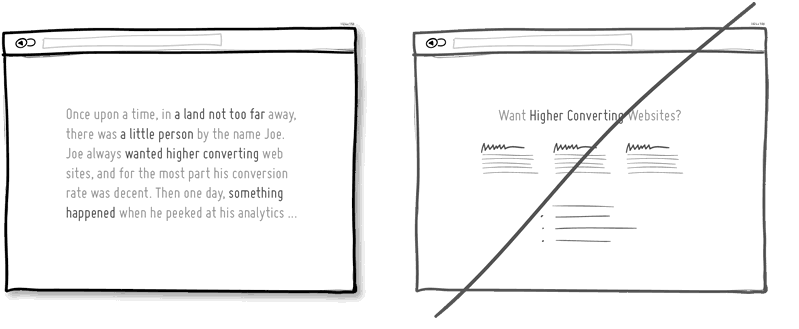 Once upon a time, in a land not too far away,
there was a little person by the name Joe.
Joe always wanted higher converting web
sites, and for the most part his conversion
rate was decent. Then one day, something
happened when he peeked at his analytics ...
Want Higher Converting Websites?